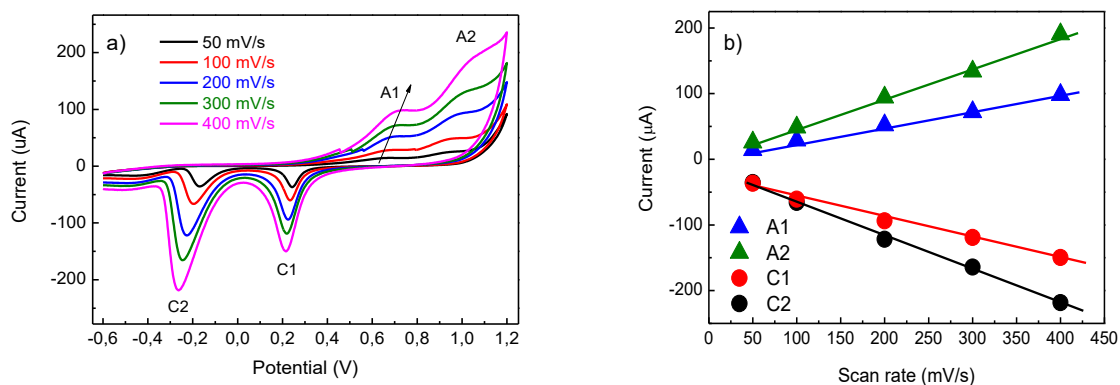 a)
50 mV/s
100 mV/s
200 mV/s
300 mV/s
400 mV/s
A1
A2
C1
C2
200
100
0
-100
-200
Current (uA)
-0,6 -0,4 -0,2 0,0 0,2 0,4 0,6 0,8 1,0 1,2
Potential (V)
b)
A1
A2
C1
C2
200
100
0
-100
-200
Current (μA)
0 50 100 150 200 250 300 350 400 450
Scan rate (mV/s)